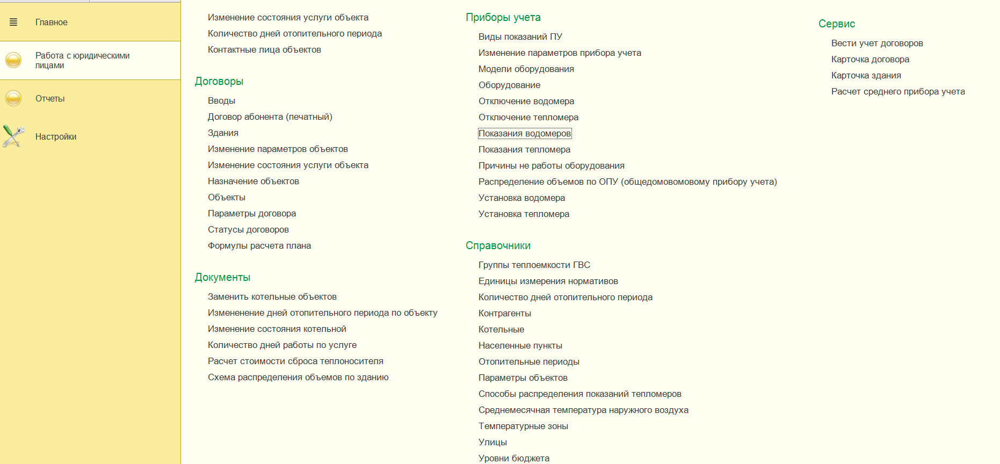 Главное
Работа с юридическими
лицами
Отчеты
Настройки
Изменение состояния услуги объекта
Количество дней отопительного периода
Контактные лица объектов
Договоры
Вводы
Договор абонента (печатный)
Здания
Изменение параметров объектов
Изменение состояния услуги объекта
Назначение объектов
Объекты
Параметры договора
Статусы договоров
Формулы расчета плана
Документы
Заменить котельные объектов
Измененение дней отопительного периода по объекту
Изменение состояния котельной
Количество дней работы по услуге
Расчет стоимости сброса теплоносителя
Схема распределения объемов по зданию
Приборы учета
Виды показаний ПУ
Изменение параметров прибора учета
Модели оборудования
Оборудование
Отключение водомера
Отключение тепломера
Показания водомеров
Показания тепломера
Причины не работы оборудования
Распределение объемов по ОПУ (общедомовомовому прибору учета)
Установка водомера
Установка тепломера
Справочники
Группы теплоемкости ГВС
Единицы измерения нормативов
Количество дней отопительного периода
Контрагенты
Котельные
Населенные пункты
Отопительные периоды
Параметры объектов
Способы распределения показаний тепломеров
Среднемесячная температура наружного воздуха
Температурные зоны
Улицы
Уровни бюджета
Сервис
Вести учет договоров
Карточка договора
Карточка здания
Расчет среднего прибора учета